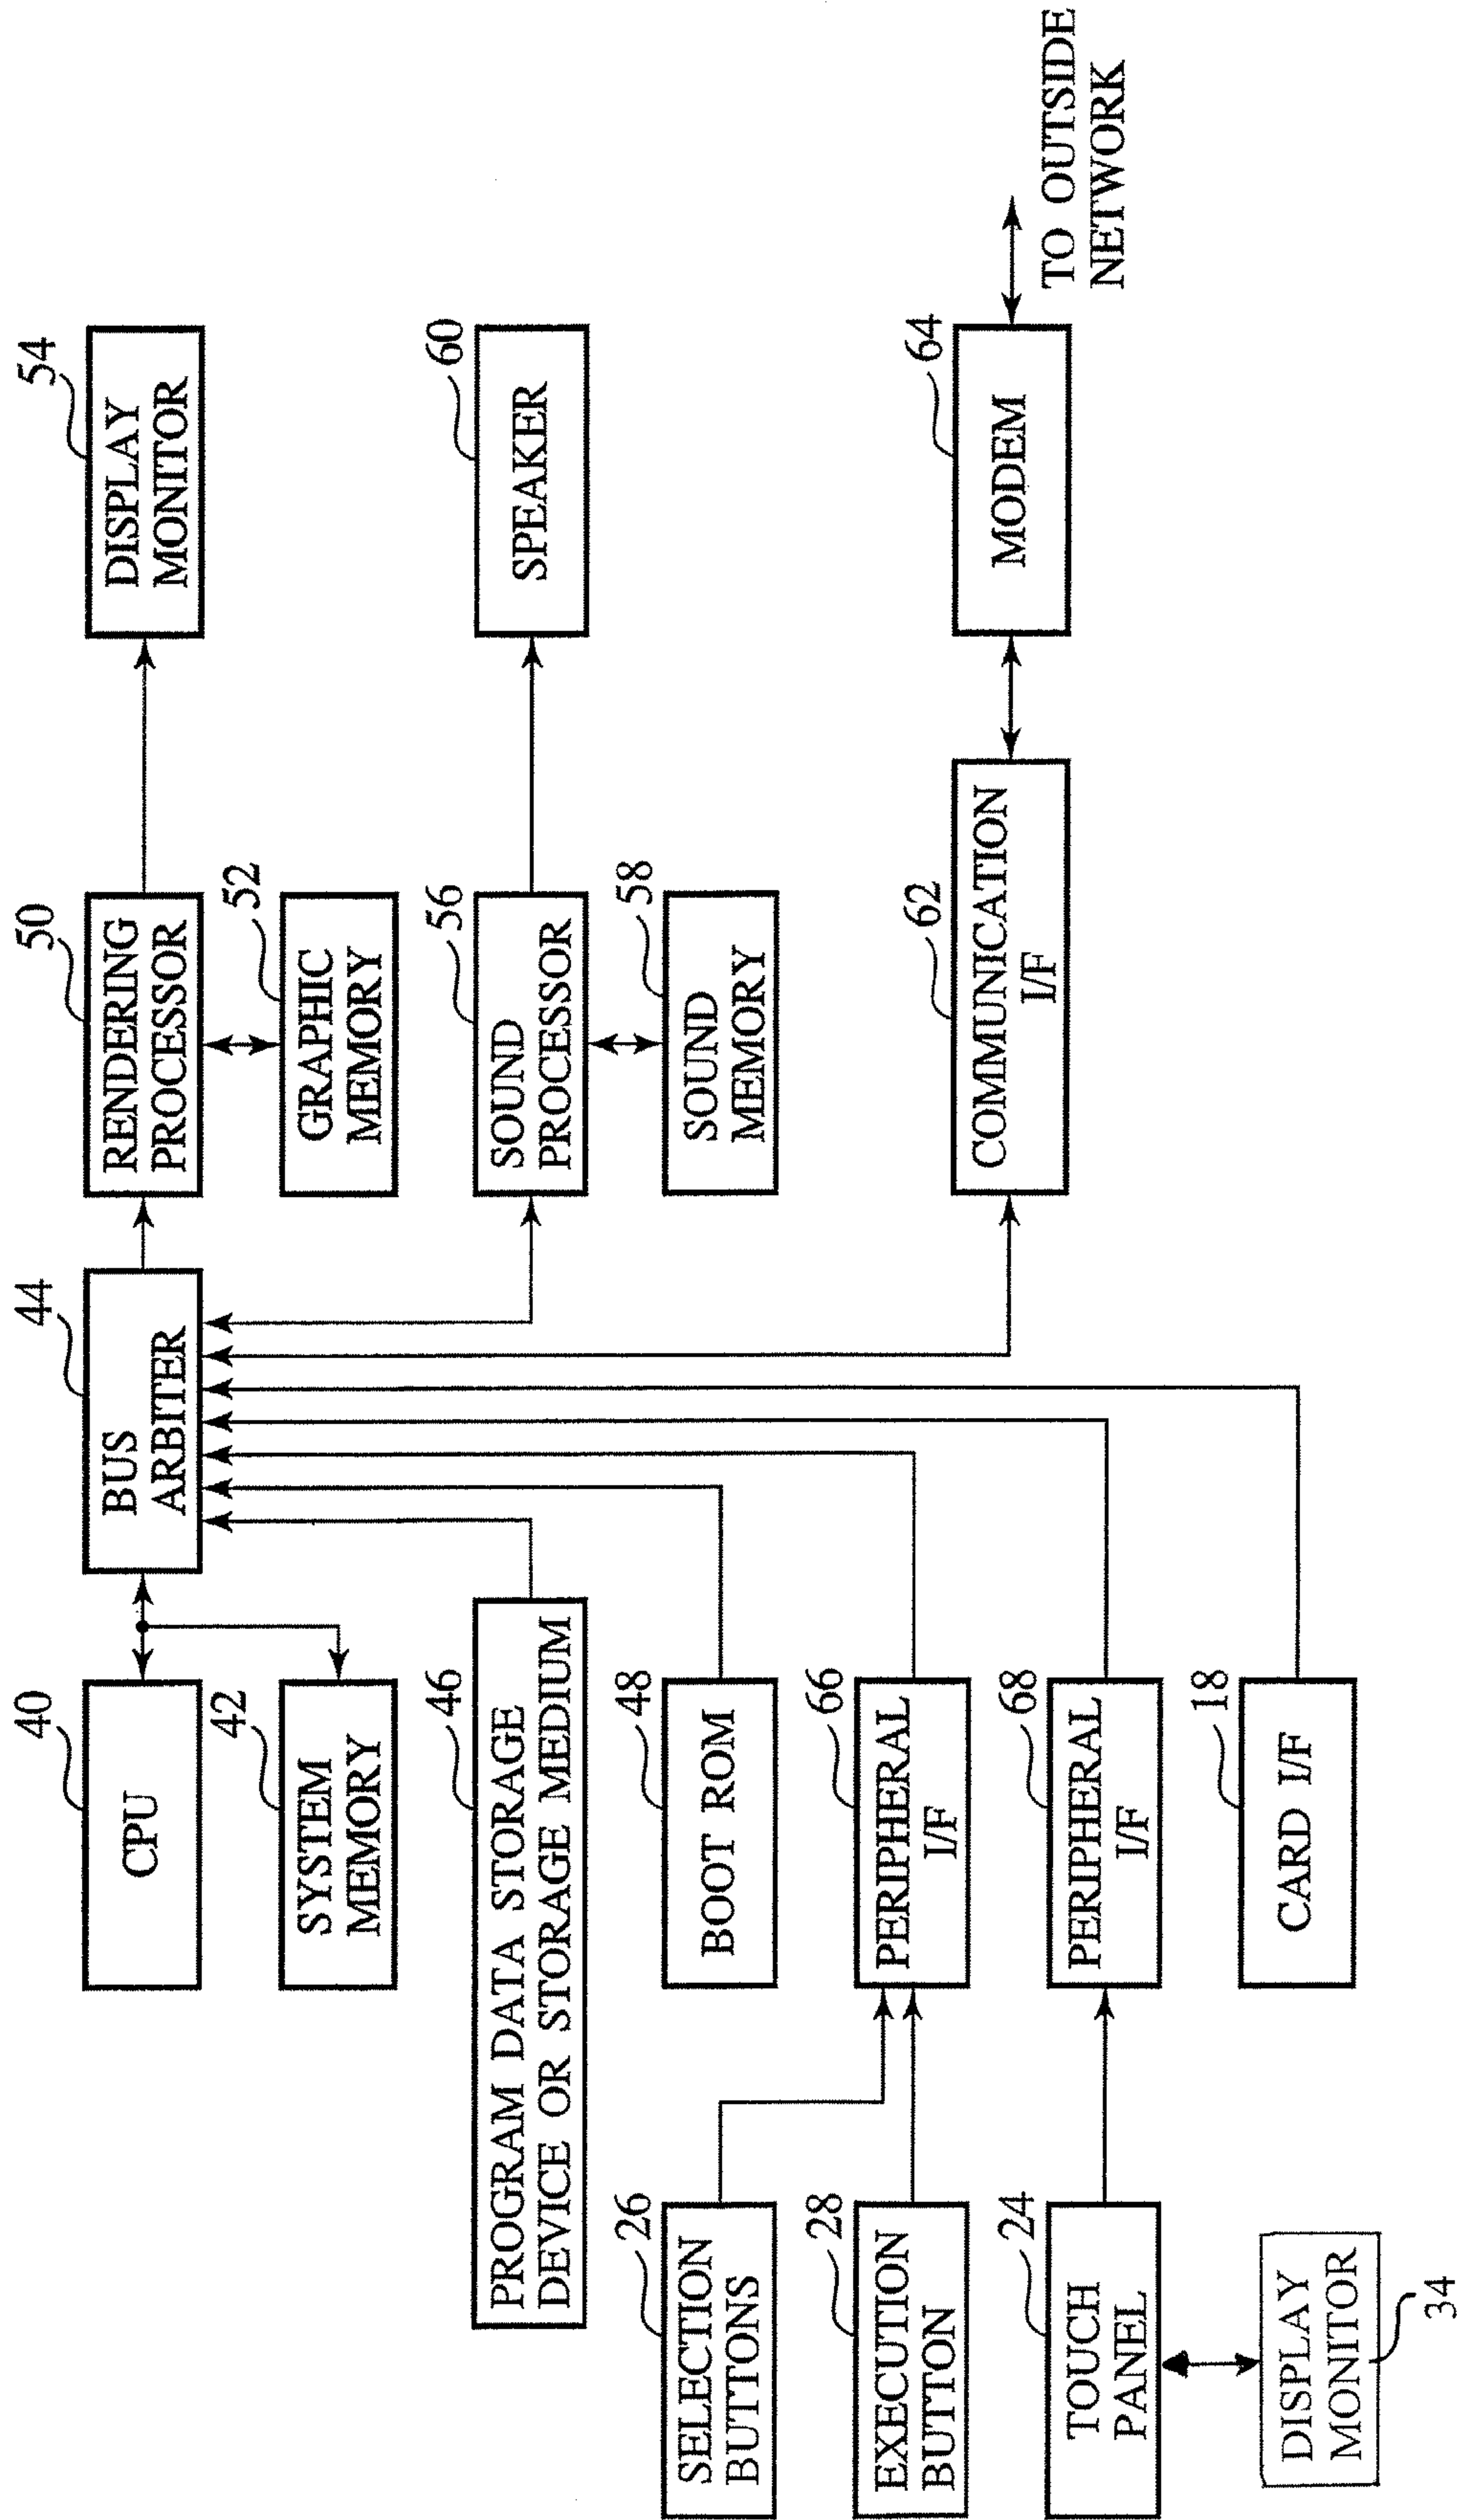 40
CPU
42
SYSTEM
MEMORY
44
BUS
ARBITER
50
RENDERING
PROCESSOR
52
GRAPHIC
MEMORY
54
DISPLAY
MONITOR
46
PROGRAM DATA STORAGE
DEVICE OR STORAGE MEDIUM
56
SOUND
PROCESSOR
58
SOUND
MEMORY
60
SPEAKER
26
SELECTION
BUTTONS
48
BOOT ROM
28
EXECUTION
BUTTON
66
PERIPHERAL
I/F
62
COMMUNICATION
I/F
64
MODEM
TO OUTSIDE
NETWORK
24
TOUCH
PANEL
68
PERIPHERAL
I/F
DISPLAY
MONITOR
34
18
CARD I/F